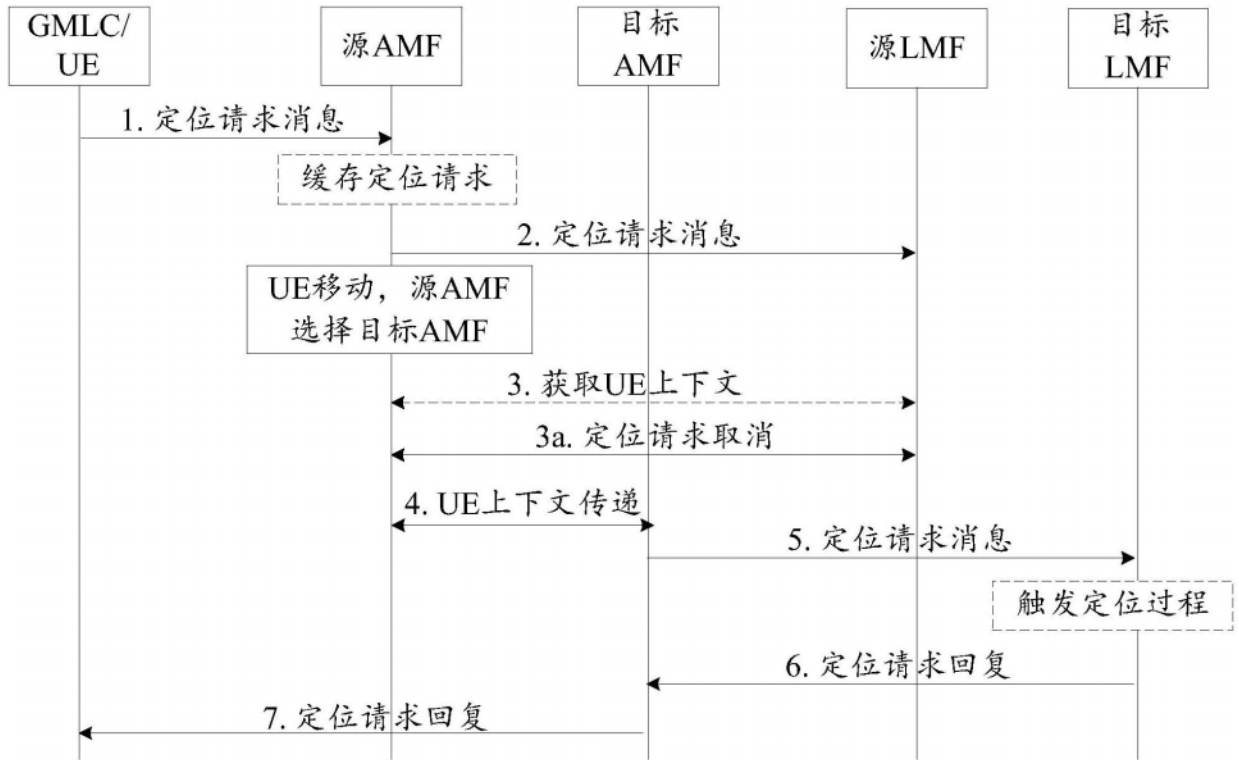 GMLC/
UE
源AMF
目标
AMF
源LMF
目标
LMF
1. 定位请求消息
缓存定位请求
2. 定位请求消息
UE移动，源AMF
选择目标AMF
3. 获取UE上下文
3a. 定位请求取消
4. UE上下文传递
5. 定位请求消息
触发定位过程
6. 定位请求回复
7. 定位请求回复